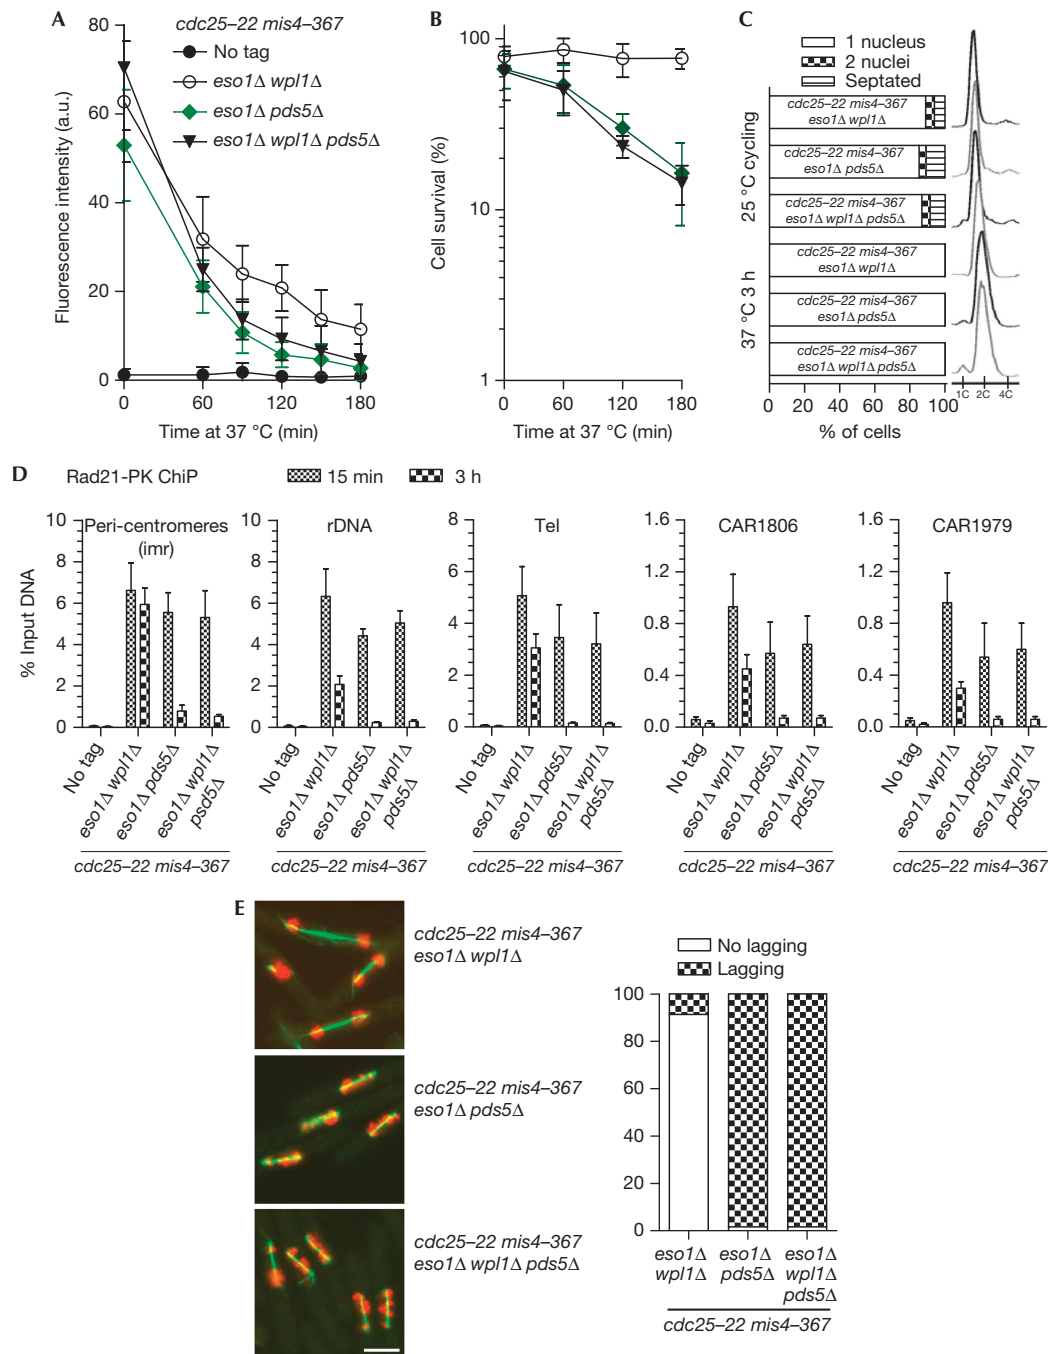 A
cdc25–22 mis4–367
No tag
eso1Δ wpl1Δ
eso1Δ pds5Δ
eso1Δ wpl1Δ pds5Δ
Fluorescence intensity (a.u.)
80
60
40
20
0
0 60 120 180
Time at 37 °C (min)
B
Cell survival (%)
100
10
1
0 60 120 180
Time at 37 °C (min)
C
1 nucleus
2 nuclei
Septated
25 °C cycling
cdc25–22 mis4–367
eso1Δ wpl1Δ
cdc25–22 mis4–367
eso1Δ pds5Δ
cdc25–22 mis4–367
eso1Δ wpl1Δ pds5Δ
37 °C 3 h
cdc25–22 mis4–367
eso1Δ wpl1Δ
cdc25–22 mis4–367
eso1Δ pds5Δ
cdc25–22 mis4–367
eso1Δ wpl1Δ pds5Δ
1C 2C 4C
0 20 40 60 80 100
% of cells
D
Rad21-PK ChiP
15 min
3 h
% Input DNA
Peri-centromeres
(imr)
10
8
6
4
2
0
No tag
eso1Δ wpl1Δ
eso1Δ pds5Δ
eso1Δ wpl1Δ
psd5Δ
cdc25–22 mis4–367
rDNA
10
8
6
4
2
0
No tag
eso1Δ wpl1Δ
eso1Δ pds5Δ
eso1Δ wpl1Δ
pds5Δ
cdc25–22 mis4–367
Tel
8
6
4
2
0
No tag
eso1Δ wpl1Δ
eso1Δ pds5Δ
eso1Δ wpl1Δ
pds5Δ
cdc25–22 mis4–367
CAR1806
1.6
1.2
0.8
0.4
0.0
No tag
eso1Δ wpl1Δ
eso1Δ pds5Δ
eso1Δ wpl1Δ
pds5Δ
cdc25–22 mis4–367
CAR1979
1.6
1.2
0.8
0.4
0.0
No tag
eso1Δ wpl1Δ
eso1Δ pds5Δ
eso1Δ wpl1Δ
pds5Δ
cdc25–22 mis4–367
E
cdc25–22 mis4–367
eso1Δ wpl1Δ
cdc25–22 mis4–367
eso1Δ pds5Δ
cdc25–22 mis4–367
eso1Δ wpl1Δ pds5Δ
No lagging
Lagging
100
80
60
40
20
0
eso1Δ
wpl1Δ
eso1Δ
pds5Δ
eso1Δ
wpl1Δ
pds5Δ
cdc25–22 mis4–367